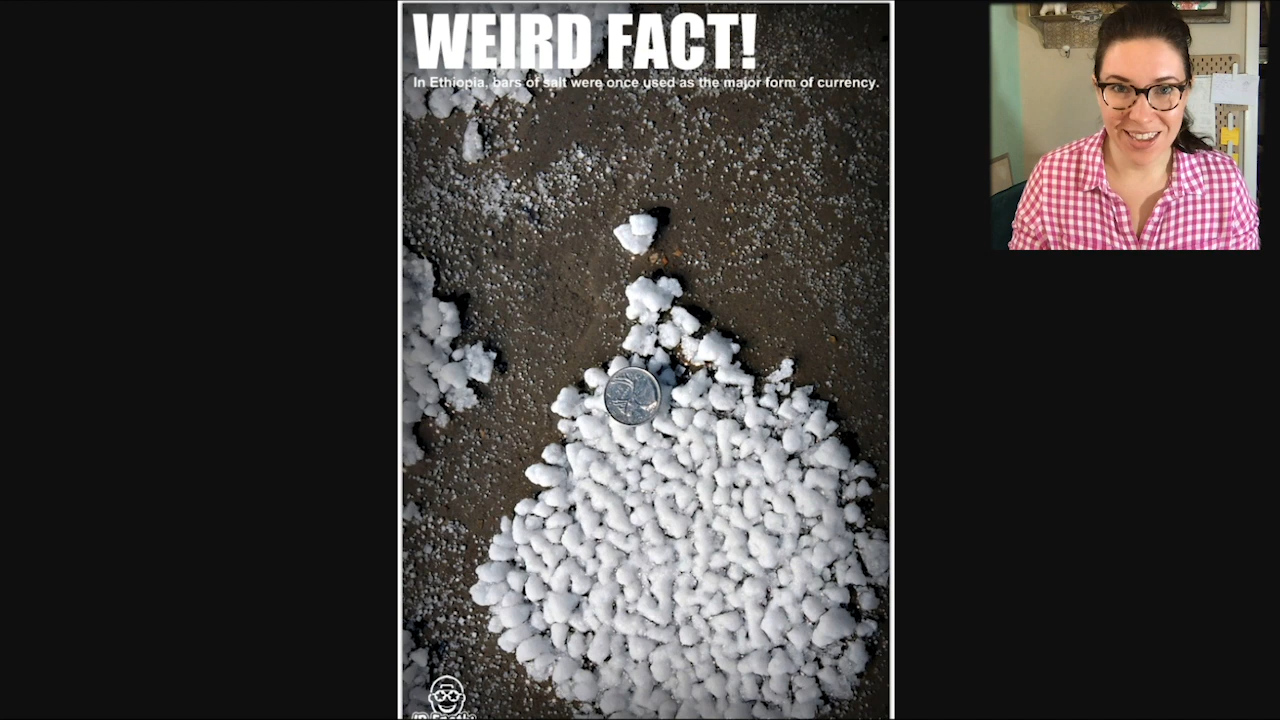 WEIRD FACT!
In Ethiopia, bars of salt were once used as the major form of currency.